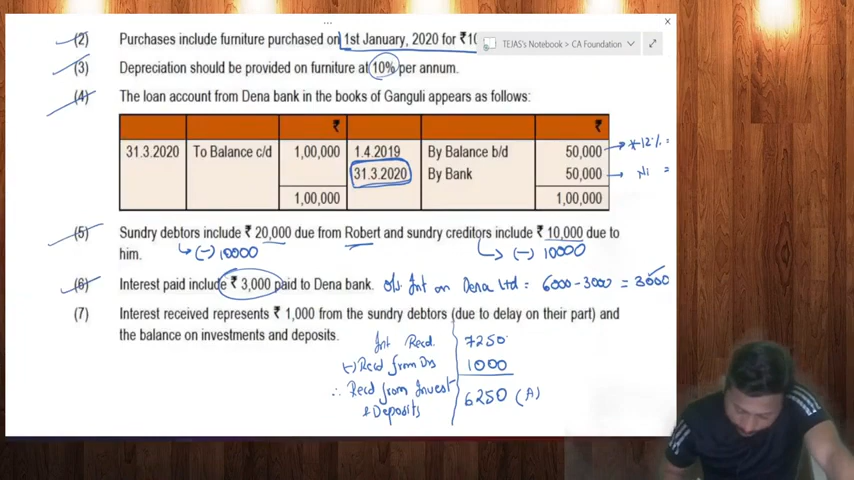 (2) Purchases include furniture purchased on 1st January, 2020 for ₹10
TEJAS's Notebook > CA Foundation
(3) Depreciation should be provided on furniture at 10% per annum.
(4) The loan account from Dena bank in the books of Ganguli appears as follows:
₹ ₹
31.3.2020 To Balance c/d 1,00,000 1.4.2019 By Balance b/d 50,000 → *12% =
31.3.2020 By Bank 50,000 → Ni =
1,00,000 1,00,000
(5) Sundry debtors include ₹ 20,000 due from Robert and sundry creditors include ₹ 10,000 due to
him. (-) 10000 (-) 10000
(6) Interest paid include ₹ 3,000 paid to Dena bank. O/s. Int on Dena Ltd = 6000 - 3000 = 3000
(7) Interest received represents ₹ 1,000 from the sundry debtors (due to delay on their part) and
the balance on investments and deposits.
Int Recd. 7250
(-) Recd from Drs 1000
∴ Recd from Invest 6250 (A)
& Deposits